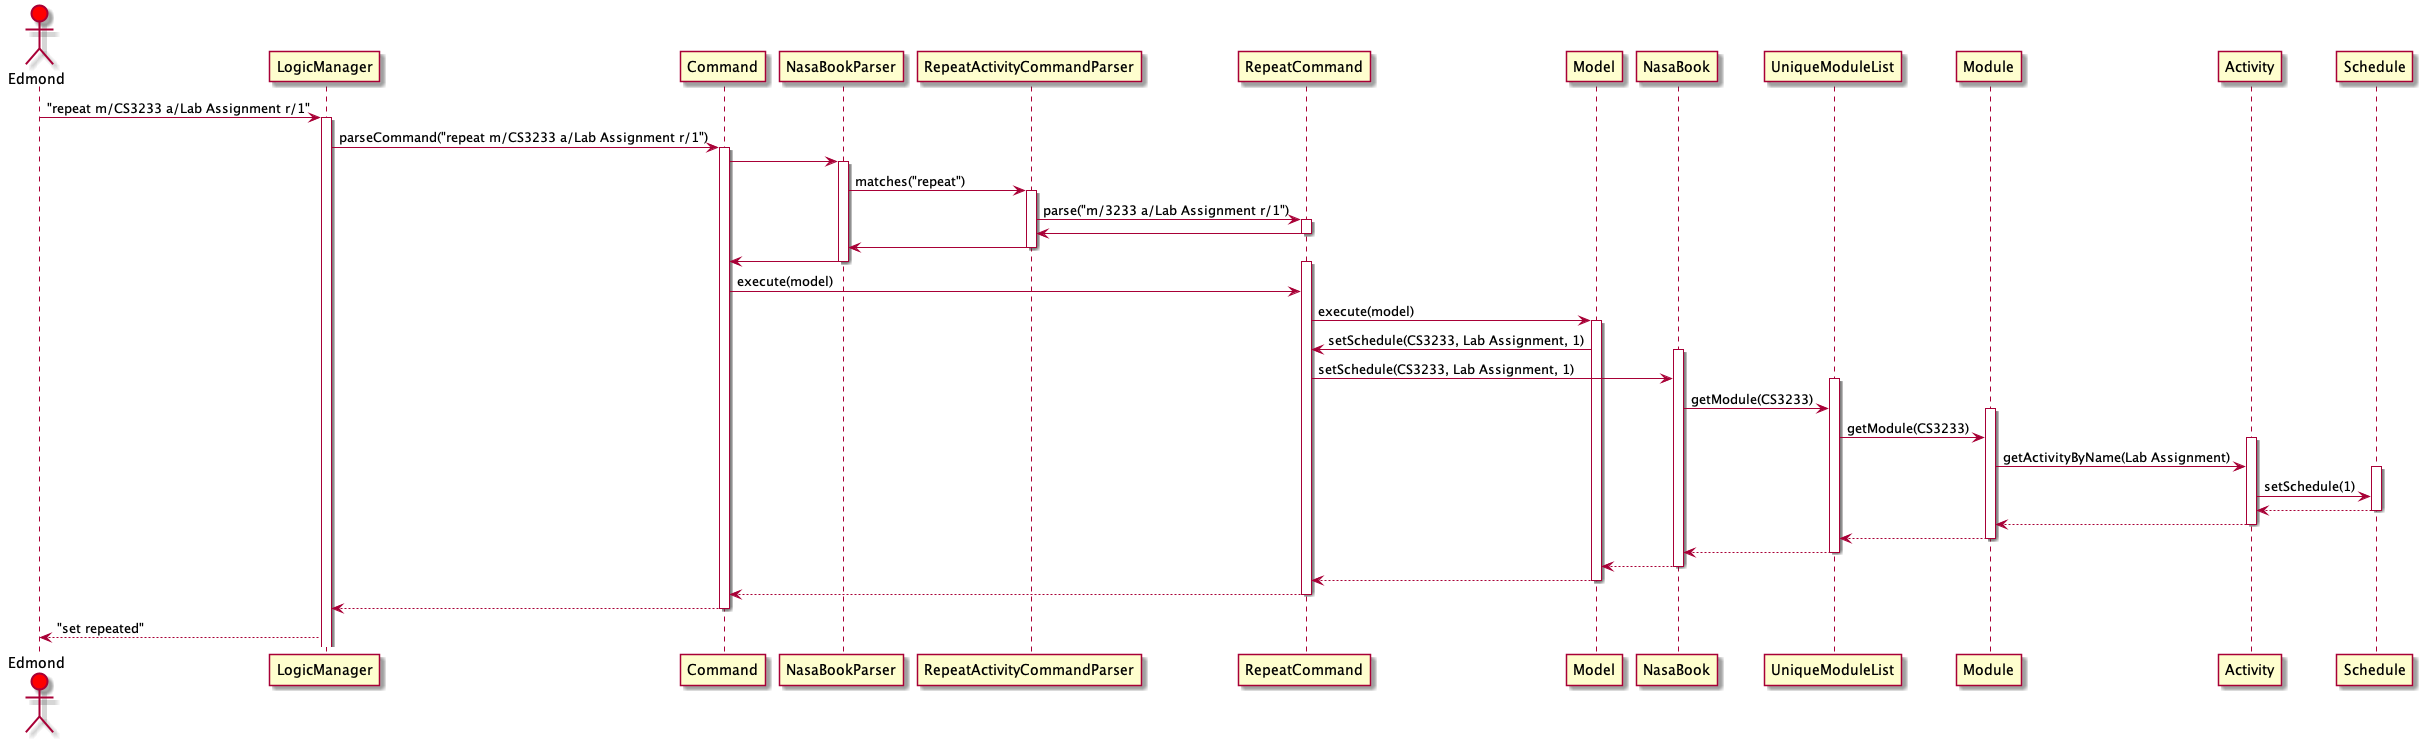 Edmond
LogicManager
Command
NasaBookParser
RepeatActivityCommandParser
RepeatCommand
Model
NasaBook
UniqueModuleList
Module
Activity
Schedule
"repeat m/CS3233 a/Lab Assignment r/1"
parseCommand("repeat m/CS3233 a/Lab Assignment r/1")
matches("repeat")
parse("m/3233 a/Lab Assignment r/1")
execute(model)
execute(model)
setSchedule(CS3233, Lab Assignment, 1)
setSchedule(CS3233, Lab Assignment, 1)
getModule(CS3233)
getModule(CS3233)
getActivityByName(Lab Assignment)
setSchedule(1)
"set repeated"
Edmond
LogicManager
Command
NasaBookParser
RepeatActivityCommandParser
RepeatCommand
Model
NasaBook
UniqueModuleList
Module
Activity
Schedule